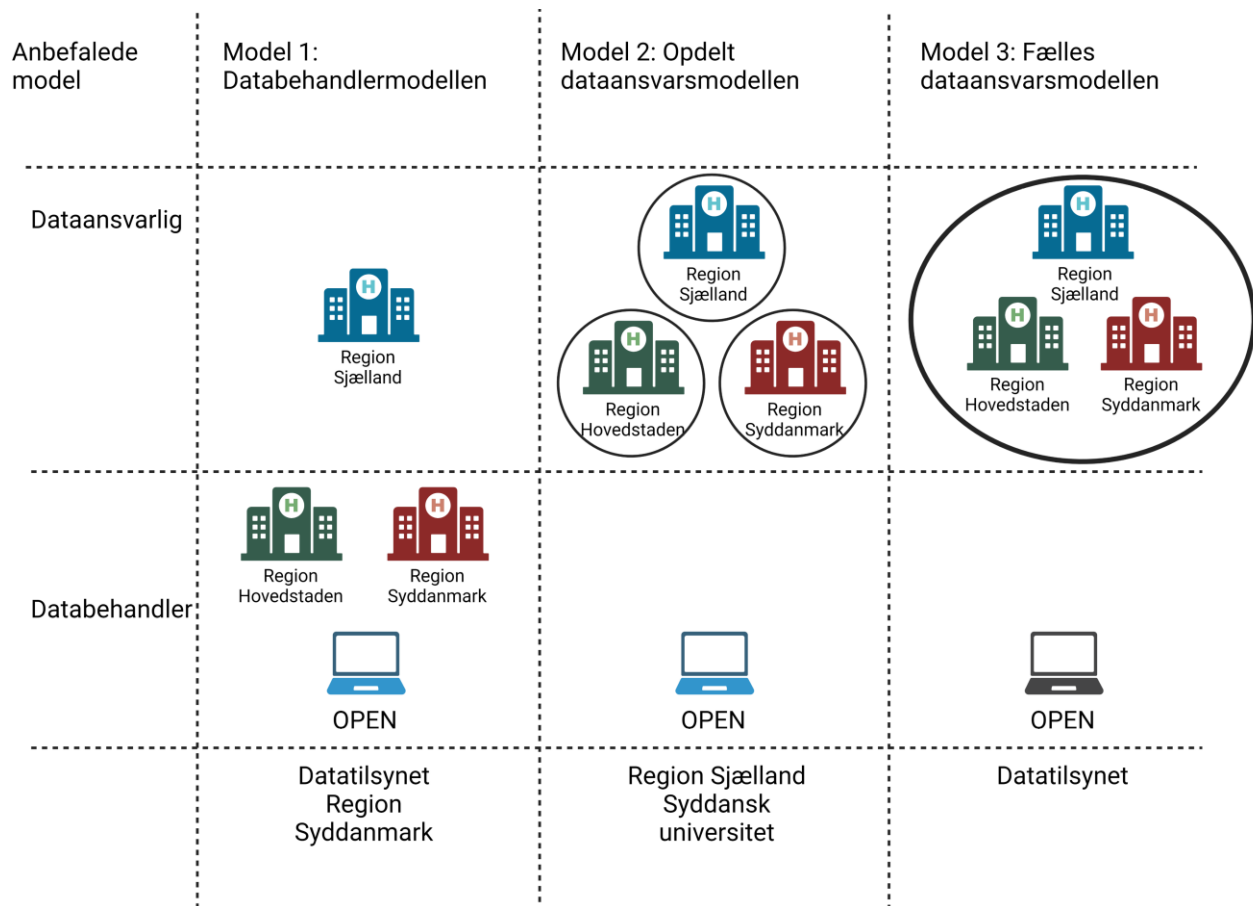 Anbefalede
model
Model 1:
Databehandlermodellen
Model 2: Opdelt
dataansvarsmodellen
Model 3: Fælles
dataansvarsmodellen
Dataansvarlig
H
Region
Sjælland
H
Region
Sjælland
H
Region
Hovedstaden
H
Region
Syddanmark
H
Region
Sjælland
H
Region
Hovedstaden
H
Region
Syddanmark
Databehandler
H
Region
Hovedstaden
H
Region
Syddanmark
OPEN
OPEN
OPEN
Datatilsynet
Region
Syddanmark
Region Sjælland
Syddansk
universitet
Datatilsynet